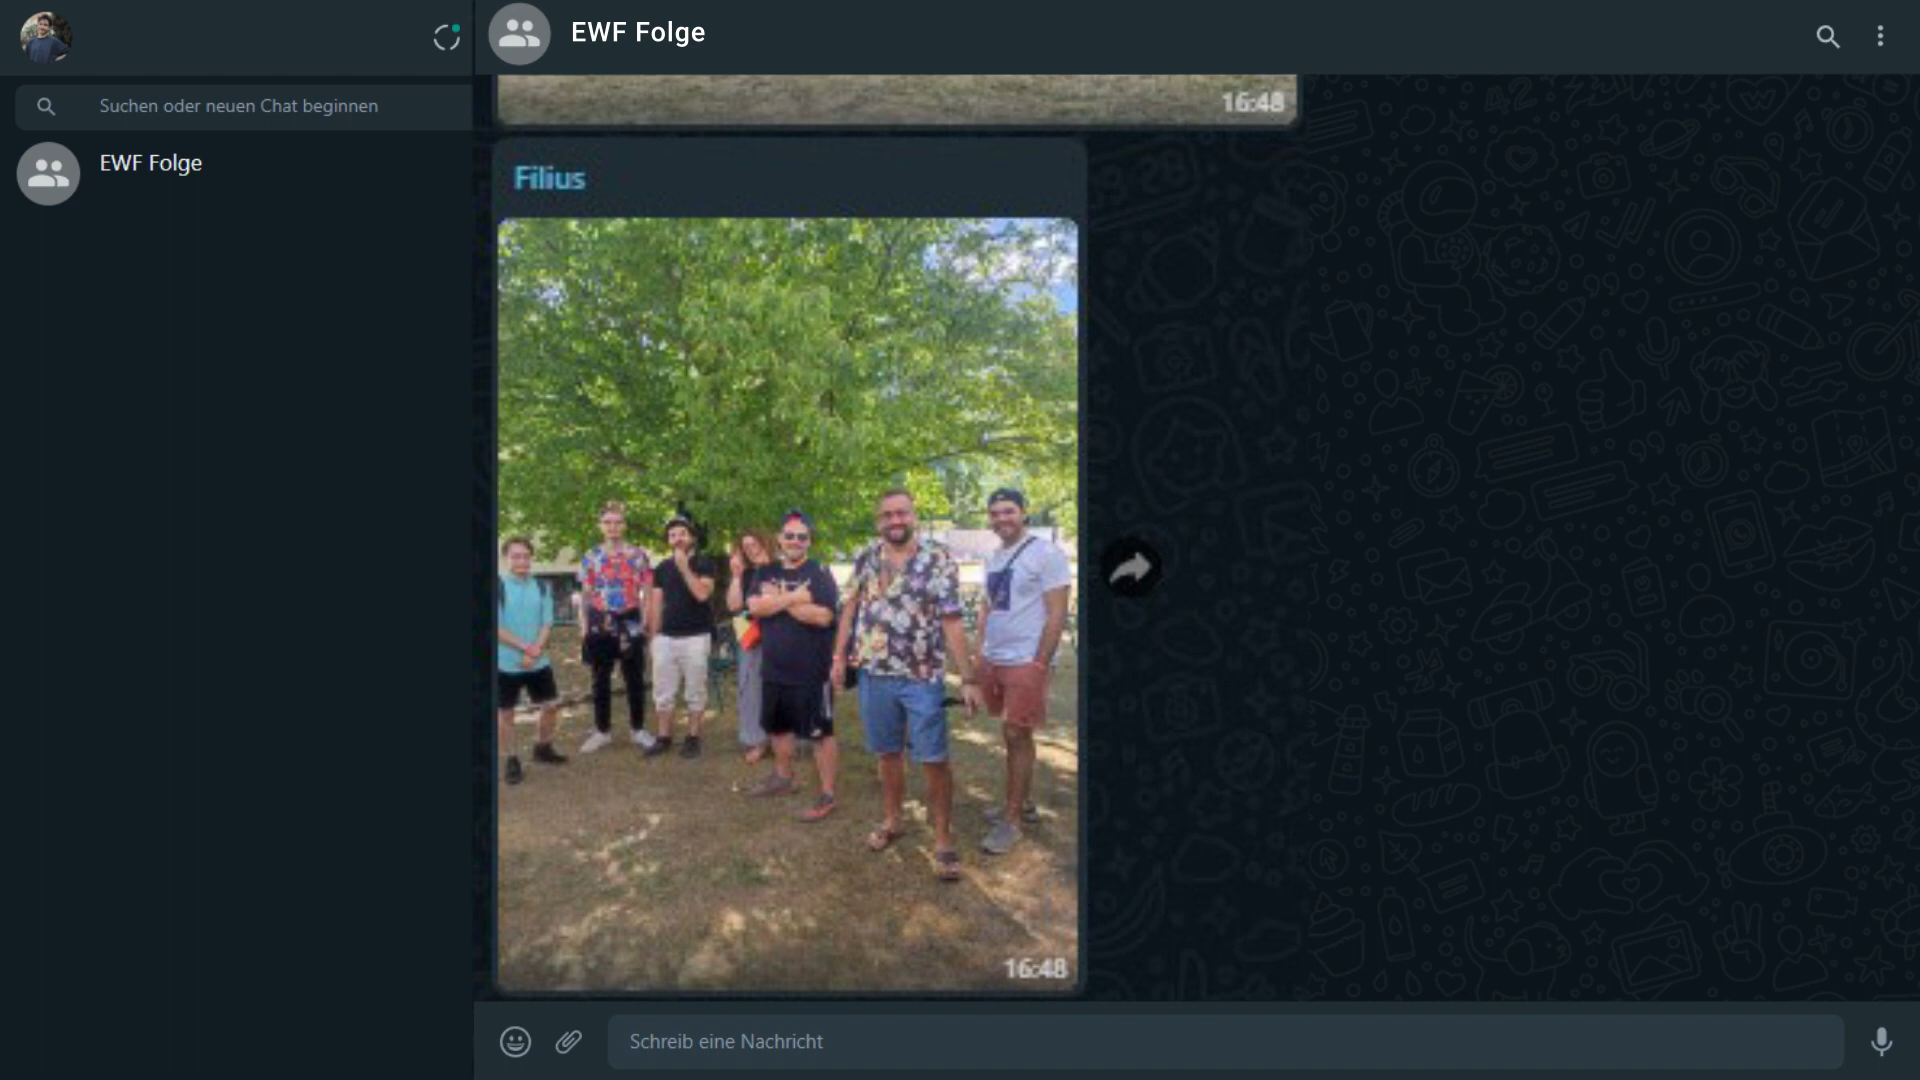 EWF Folge
Suchen oder neuen Chat beginnen
EWF Folge
16:48
Filius
16:48
Schreib eine Nachricht